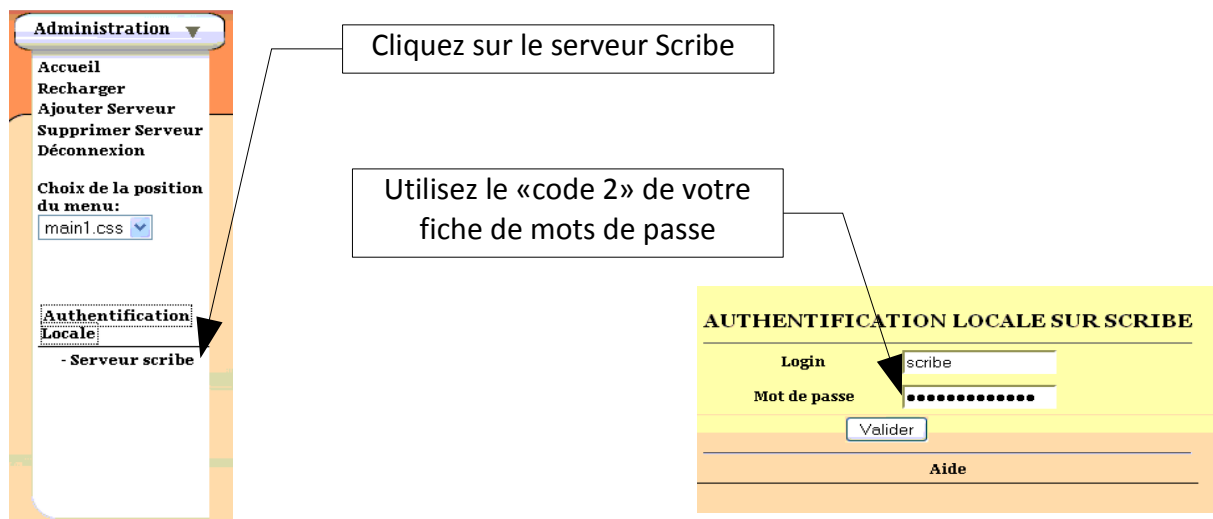 Administration
Accueil
Recharger
Ajouter Serveur
Supprimer Serveur
Déconnexion
Choix de la position
du menu:
main1.css
Authentification
Locale
- Serveur scribe
Cliquez sur le serveur Scribe
Utilisez le «code 2» de votre
fiche de mots de passe
AUTHENTIFICATION LOCALE SUR SCRIBE
Login scribe
Mot de passe •••••••••••••
Valider
Aide